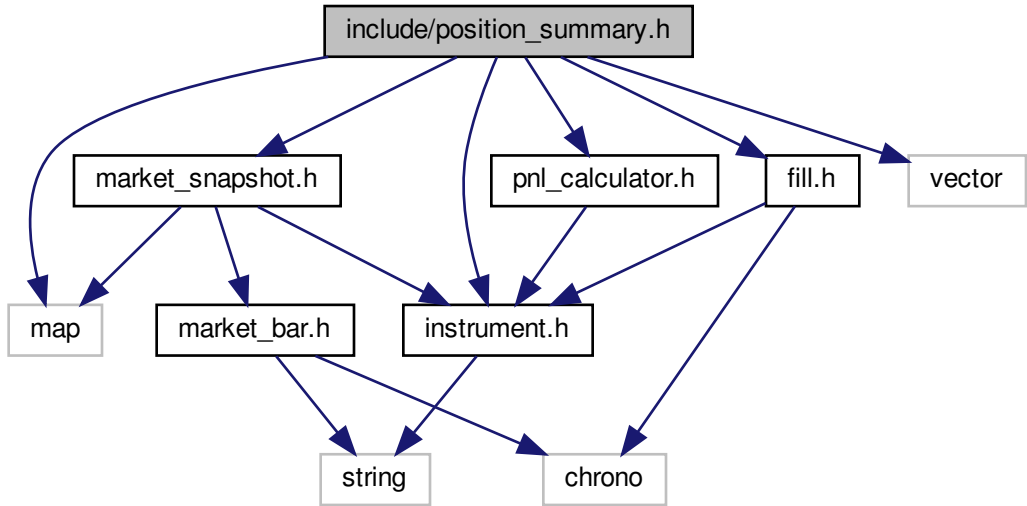 include/position_summary.h
market_snapshot.h
pnl_calculator.h
fill.h
vector
map
market_bar.h
instrument.h
string
chrono